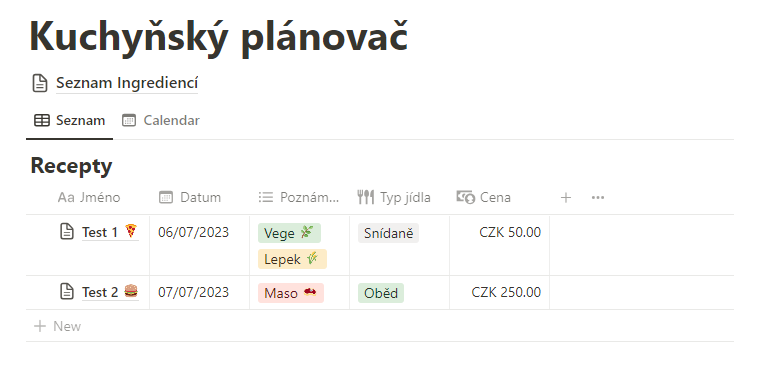 Kuchyňský plánovač
Seznam Ingrediencí
Seznam Calendar
Recepty
Aa Jméno Datum Poznám... Typ jídla Cena + ...
Test 1 🍕 06/07/2023 Vege 🌿 Snídaně CZK 50.00
Lepek 🌾
Test 2 🍔 07/07/2023 Maso 🥩 Oběd CZK 250.00
+ New